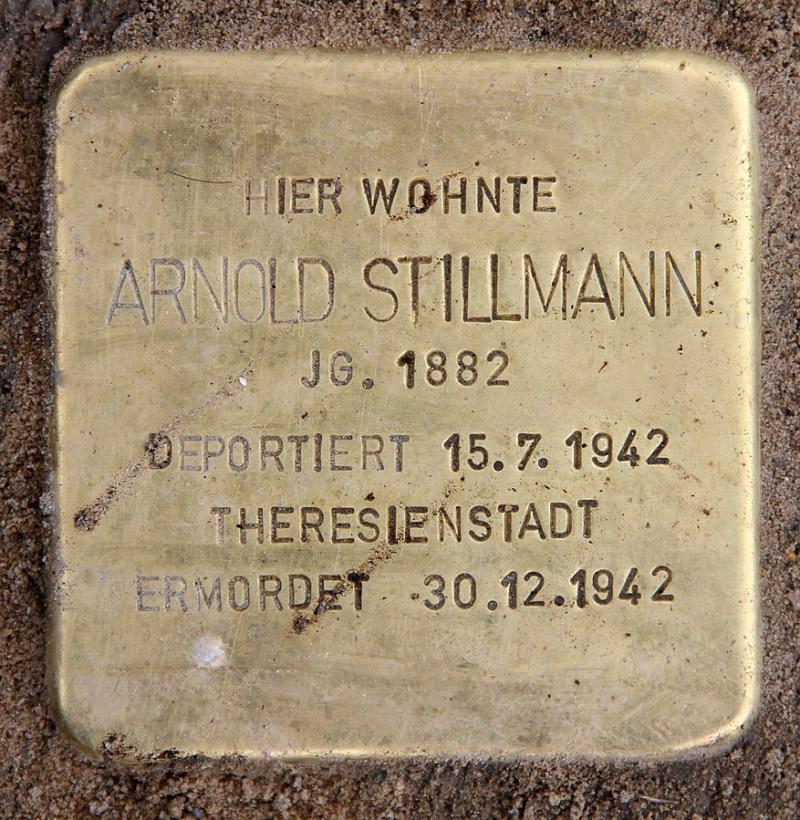 HIER WOHNTE
ARNOLD STILLMANN
JG. 1882
DEPORTIERT 15.7.1942
THERESIENSTADT
ERMORDET 30.12.1942